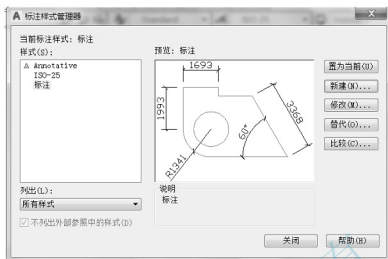 标注样式管理器
当前标注样式: 标注
样式(S):
Annotative
ISO-25
标注
预览: 标注
1693
1993
3368
60°
R1341
置为当前(U)
新建(N)...
修改(M)...
替代(O)...
比较(C)...
列出(L):
所有样式
不列出外部参照中的样式(D)
说明
标注
关闭
帮助(H)